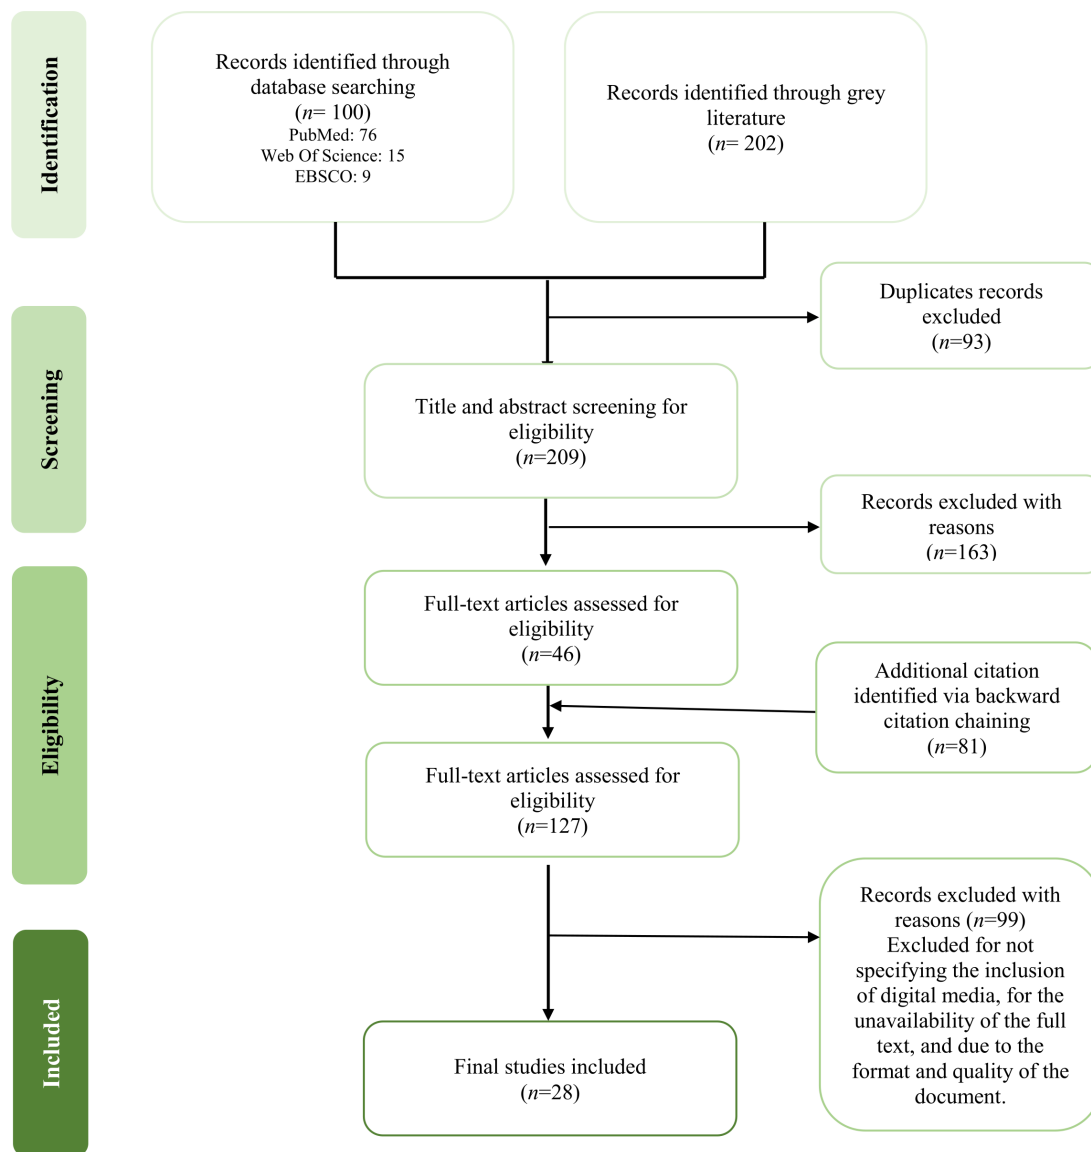 Identification
Records identified through
database searching
(n= 100)
PubMed: 76
Web Of Science: 15
EBSCO: 9
Records identified through grey
literature
(n= 202)
Duplicates records
excluded
(n=93)
Screening
Title and abstract screening for
eligibility
(n=209)
Records excluded with
reasons
(n=163)
Eligibility
Full-text articles assessed for
eligibility
(n=46)
Additional citation
identified via backward
citation chaining
(n=81)
Full-text articles assessed for
eligibility
(n=127)
Records excluded with
reasons (n=99)
Excluded for not
specifying the inclusion
of digital media, for the
unavailability of the full
text, and due to the
format and quality of the
document.
Included
Final studies included
(n=28)